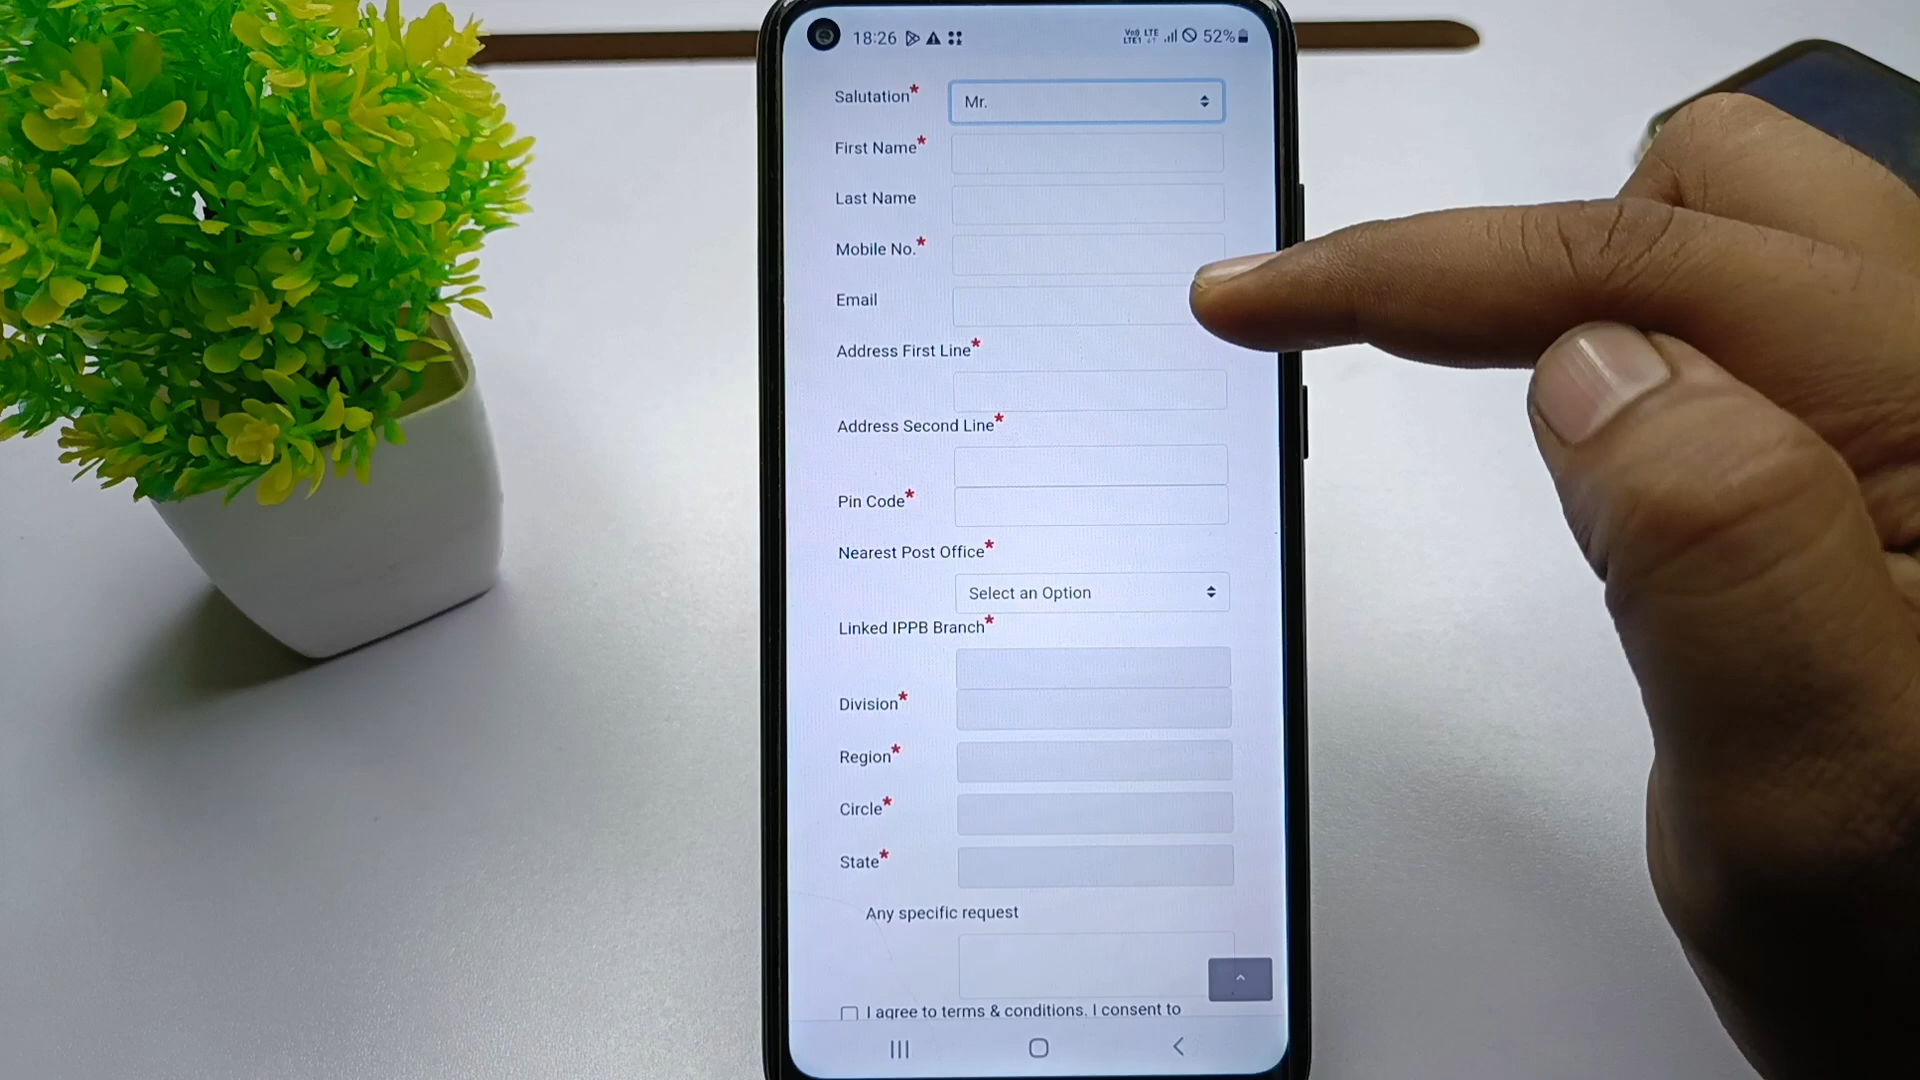 18:26 52%
Salutation* Mr.
First Name*
Last Name
Mobile No.*
Email
Address First Line*
Address Second Line*
Pin Code*
Nearest Post Office*
Select an Option
Linked IPPB Branch*
Division*
Region*
Circle*
State*
Any specific request
I agree to terms & conditions. I consent to